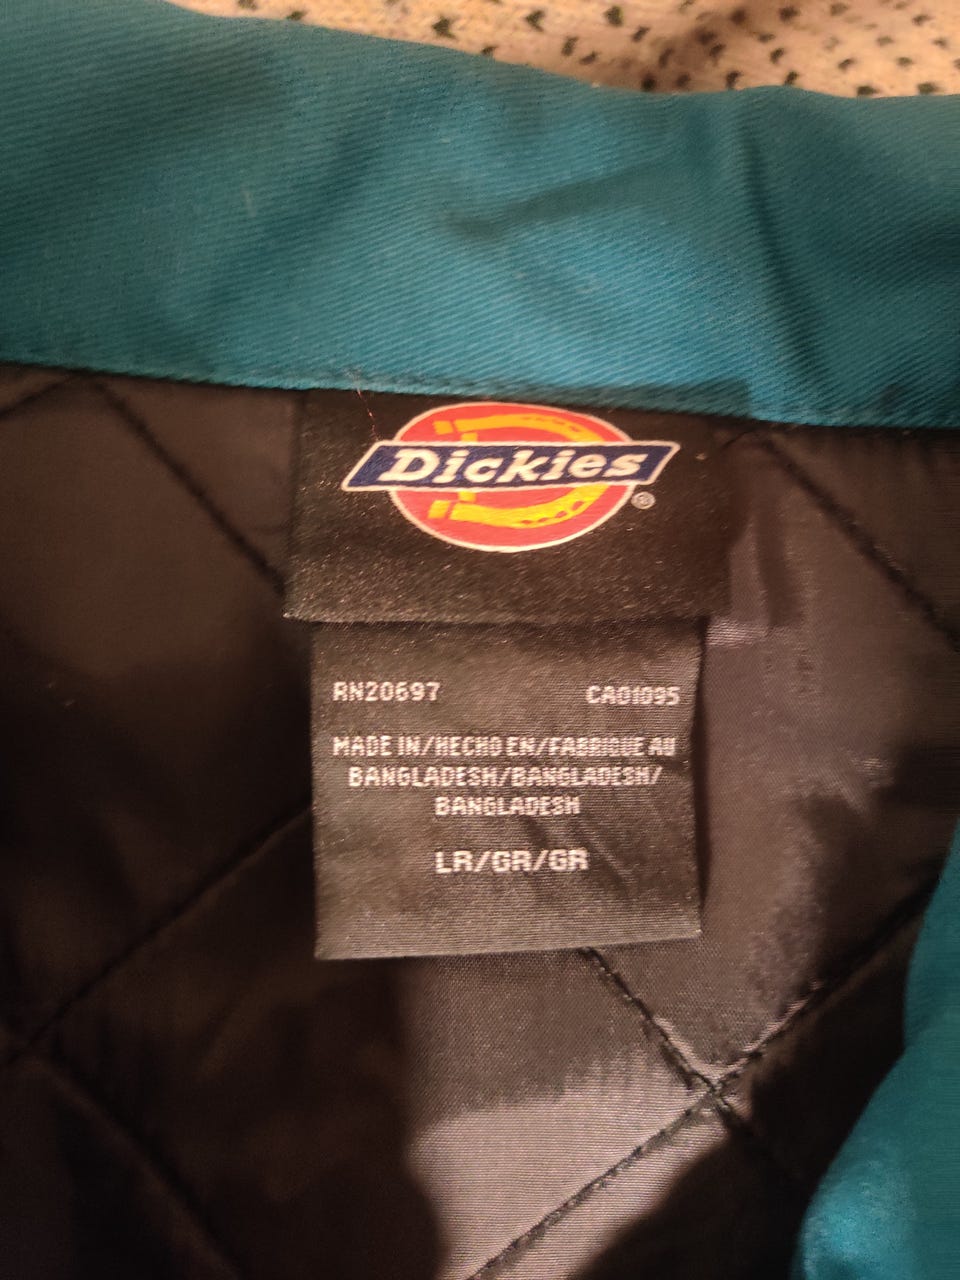 Dickies®
RN20697 CA01095
MADE IN/HECHO EN/FABRIQUE AU
BANGLADESH/BANGLADESH/
BANGLADESH
LR/GR/GR